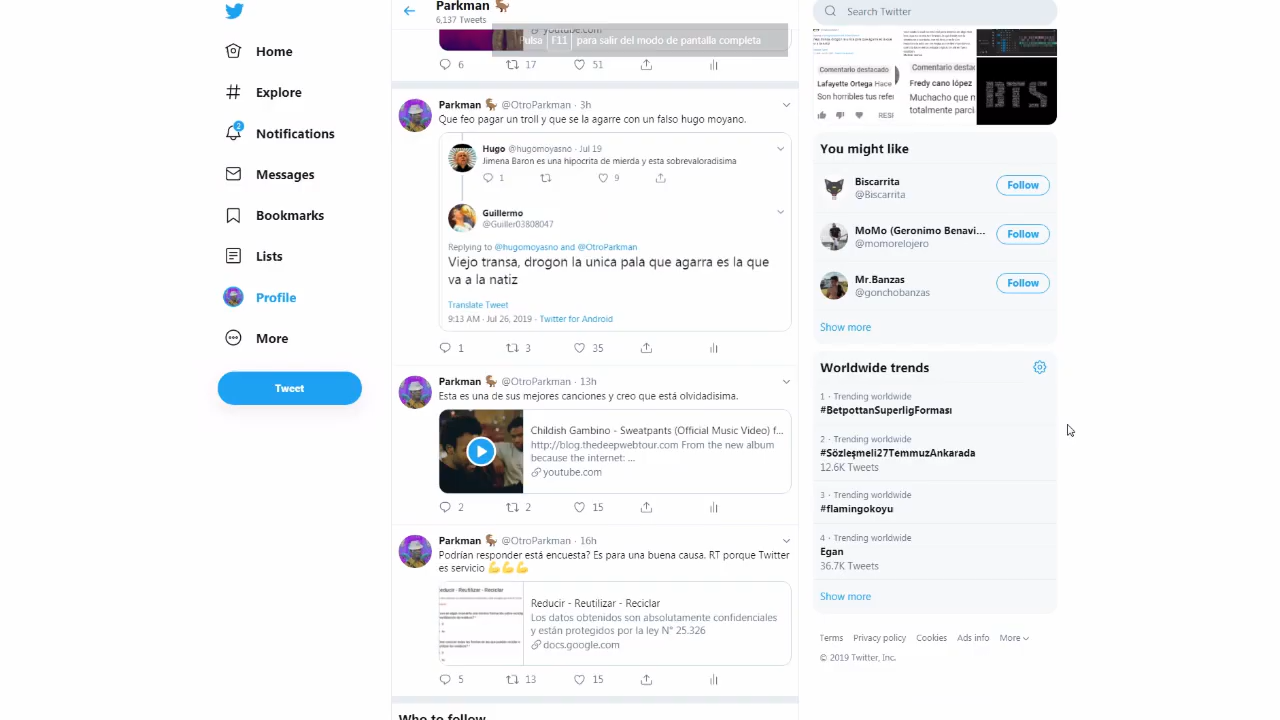 Home
Explore
2
Notifications
Messages
Bookmarks
Lists
Profile
More
Tweet
Parkman
6,137 Tweets
youtube.com
Pulsa F11 para salir del modo de pantalla completa
6 17 51
Parkman @OtroParkman · 3h
Que feo pagar un troll y que se la agarre con un falso hugo moyano.
Hugo @hugomoyasno · Jul 19
Jimena Baron es una hipocrita de mierda y esta sobrevaloradisima
1 9
Guillermo
@Guiller03808047
Replying to @hugomoyasno and @OtroParkman
Viejo transa, drogon la unica pala que agarra es la que
va a la natiz
Translate Tweet
9:13 AM · Jul 26, 2019 · Twitter for Android
1 3 35
Parkman @OtroParkman · 13h
Esta es una de sus mejores canciones y creo que está olvidadisima.
Childish Gambino - Sweatpants (Official Music Video) f...
http://blog.thedeepwebtour.com From the new album
because the internet: ...
youtube.com
2 2 15
Parkman @OtroParkman · 16h
Podrían responder está encuesta? Es para una buena causa. RT porque Twitter
es servicio
Reducir - Reutilizar - Reciclar
Reducir - Reutilizar - Reciclar
Los datos obtenidos son absolutamente confidenciales
y están protegidos por la ley N° 25.326
docs.google.com
5 13 15
Who to follow
Search Twitter
Comentario destacado
Lafayette Ortega Hace
Son horribles tus refer
RESI
Comentario destac
Fredy cano lópez
Muchacho que n
totalmente parci
BTS
You might like
Biscarrita
@Biscarrita
Follow
MoMo (Geronimo Benavi...
@momorelojero
Follow
Mr.Banzas
@gonchobanzas
Follow
Show more
Worldwide trends
1 · Trending worldwide
#BetpottanSuperligForması
2 · Trending worldwide
#Sözleşmeli27TemmuzAnkarada
12.6K Tweets
3 · Trending worldwide
#flamingokoyu
4 · Trending worldwide
Egan
36.7K Tweets
Show more
Terms Privacy policy Cookies Ads info More
© 2019 Twitter, Inc.